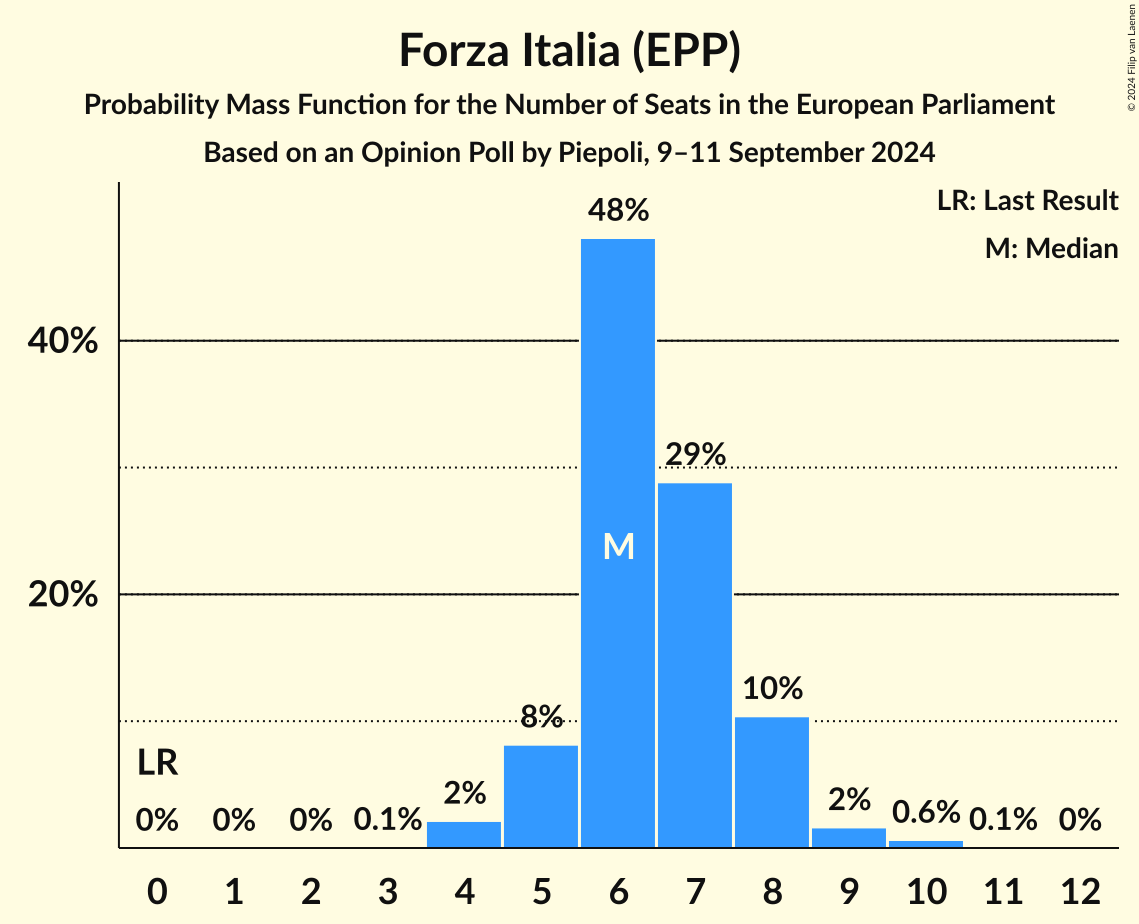 Forza Italia (EPP)
Probability Mass Function for the Number of Seats in the European Parliament
Based on an Opinion Poll by Piepoli, 9–11 September 2024
© 2024 Filip van Laenen
LR: Last Result
M: Median
48%
40%
29%
M
20%
10%
8%
LR
2%
2%
0%
0%
0%
0.1%
0.6%
0.1%
0%
0 1 2 3 4 5 6 7 8 9 10 11 12